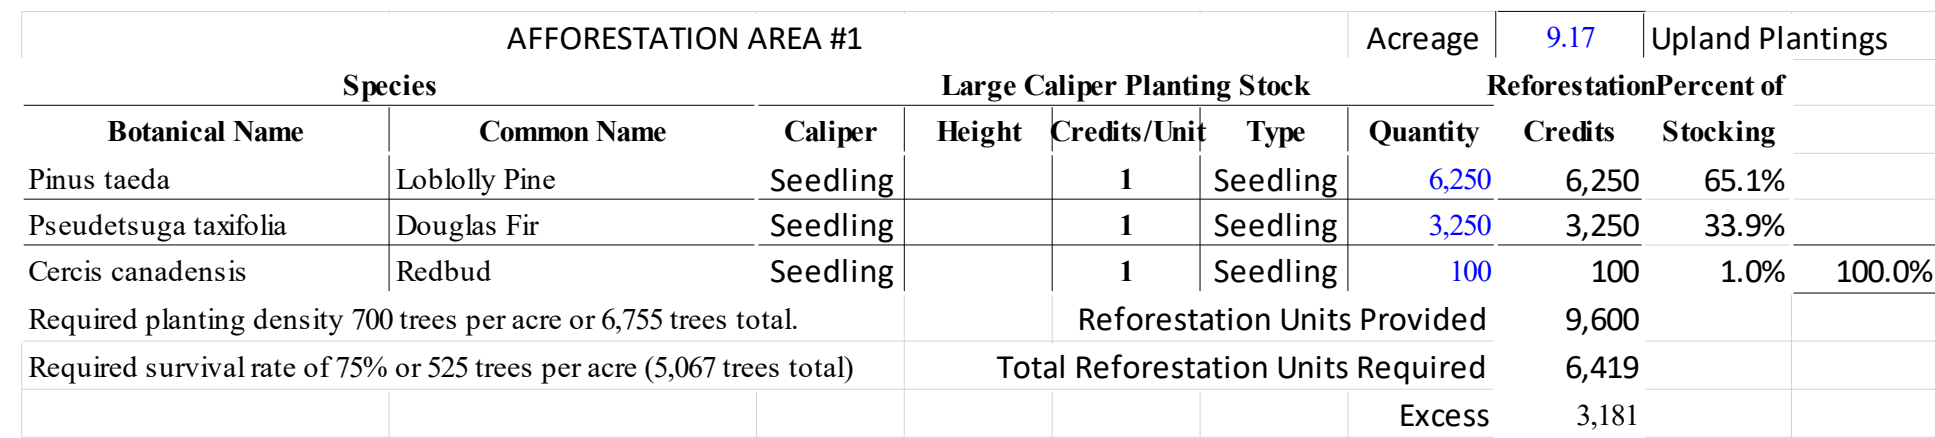 AFFORESTATION AREA #1 Acreage 9.17 Upland Plantings
Species Large Caliper Planting Stock Reforestation Percent of
Botanical Name Common Name Caliper Height Credits/Unit Type Quantity Credits Stocking
Pinus taeda Loblolly Pine Seedling 1 Seedling 6,250 6,250 65.1%
Pseudetsuga taxifolia Douglas Fir Seedling 1 Seedling 3,250 3,250 33.9%
Cercis canadensis Redbud Seedling 1 Seedling 100 100 1.0% 100.0%
Required planting density 700 trees per acre or 6,755 trees total. Reforestation Units Provided 9,600
Required survival rate of 75% or 525 trees per acre (5,067 trees total) Total Reforestation Units Required 6,419
Excess 3,181